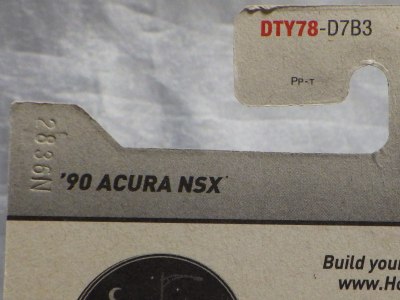 DTY78-D7B3
PP-T
2836N
'90 ACURA NSX
Build your
www.Ho